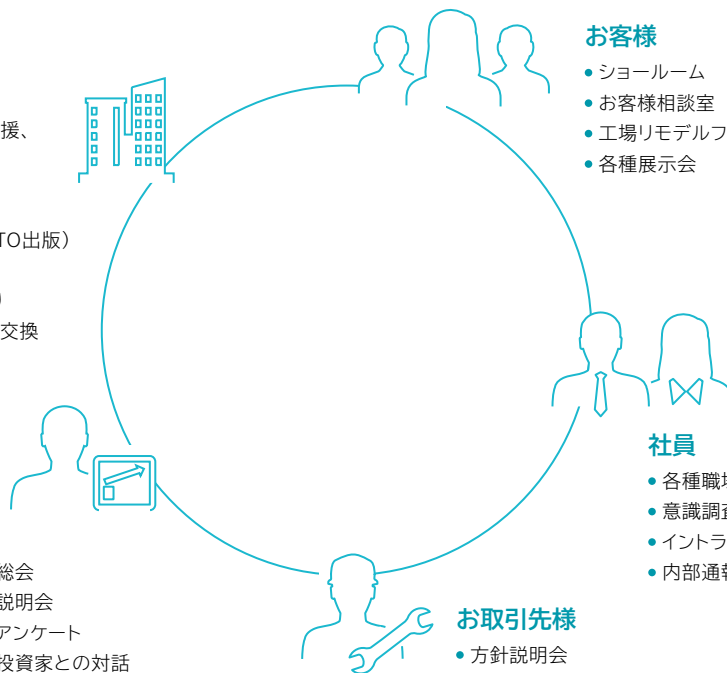 お客様
• ショールーム
• お客様相談室
• 工場リモデルフ
• 各種展示会
援、
TO出版）
）
交換
社員
• 各種職場
• 意識調査
• イントラ
• 内部通報
総会
説明会
アンケート
投資家との対話
お取引先様
• 方針説明会